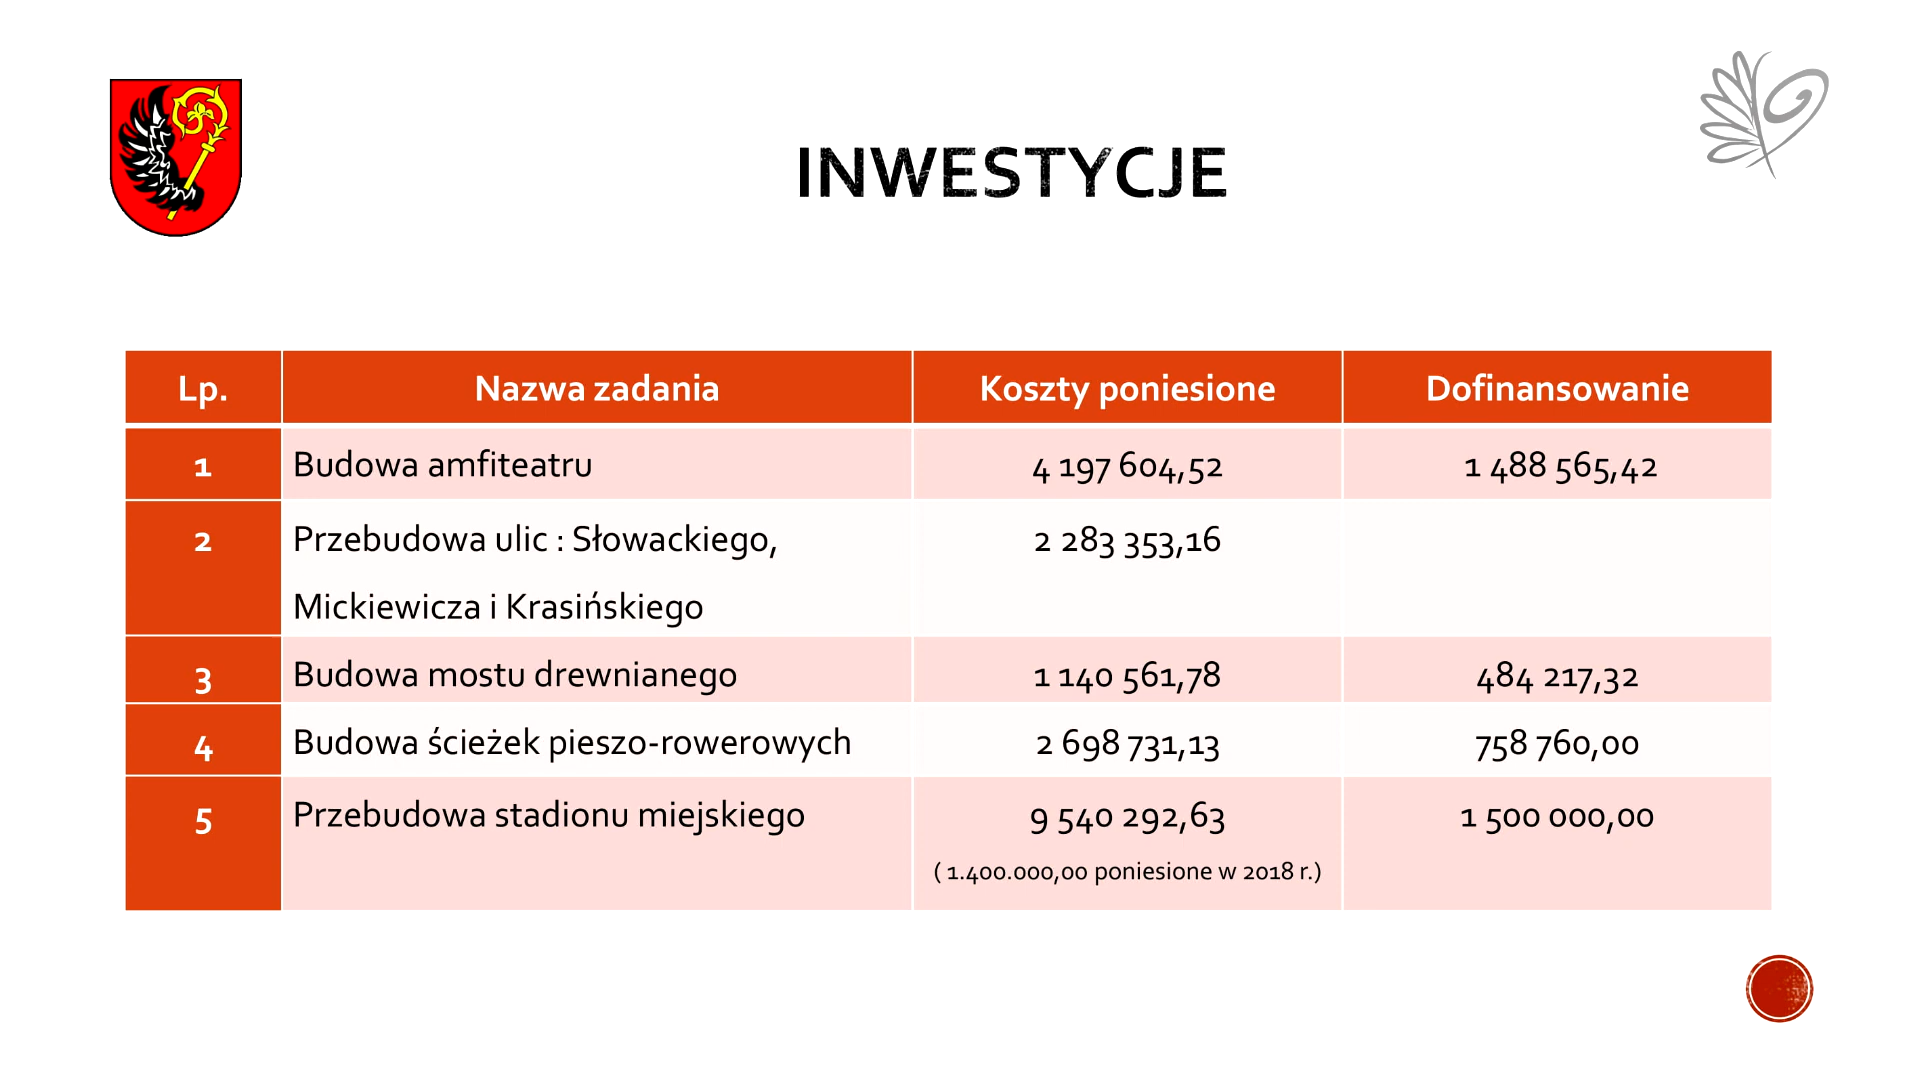 INWESTYCJE
Lp. Nazwa zadania Koszty poniesione Dofinansowanie
1 Budowa amfiteatru 4 197 604,52 1 488 565,42
2 Przebudowa ulic : Słowackiego, 2 283 353,16
Mickiewicza i Krasińskiego
3 Budowa mostu drewnianego 1 140 561,78 484 217,32
4 Budowa ścieżek pieszo-rowerowych 2 698 731,13 758 760,00
5 Przebudowa stadionu miejskiego 9 540 292,63 1 500 000,00
( 1.400.000,00 poniesione w 2018 r.)